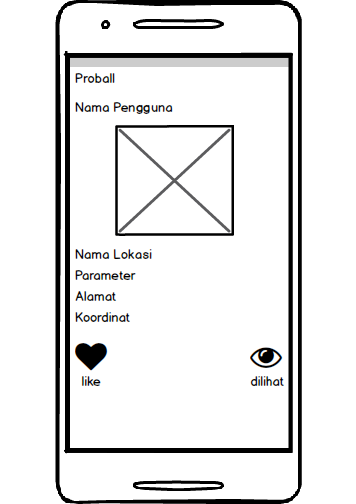 Proball
Nama Pengguna
Nama Lokasi
Parameter
Alamat
Koordinat
like
dilihat